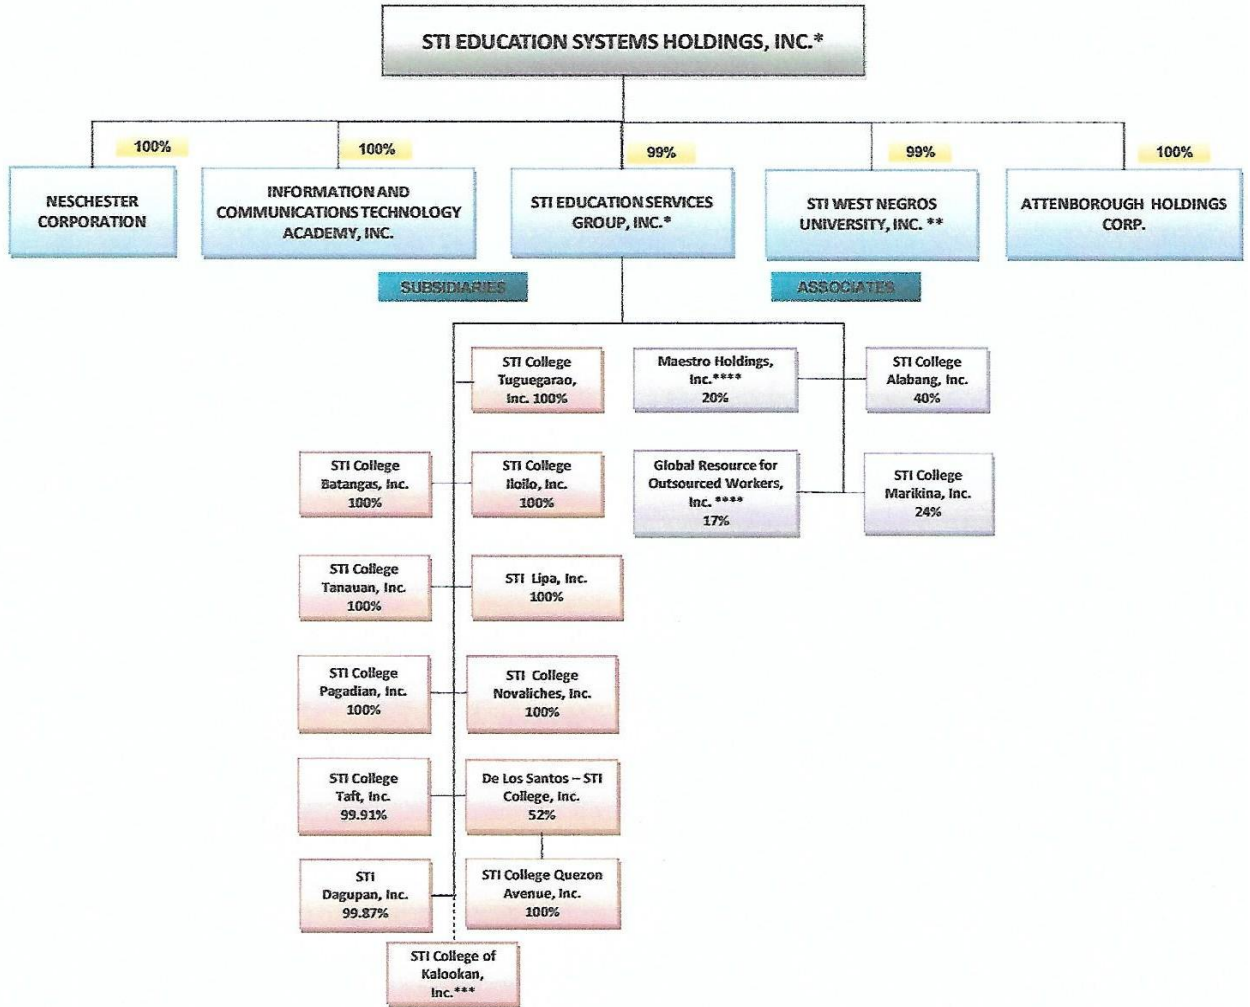 STI EDUCATION SYSTEMS HOLDINGS, INC.*
100%
100%
99%
99%
100%
NESCHESTER
CORPORATION
INFORMATION AND
COMMUNICATIONS TECHNOLOGY
ACADEMY, INC.
STI EDUCATION SERVICES
GROUP, INC.*
STI WEST NEGROS
UNIVERSITY, INC. **
ATTENBOROUGH HOLDINGS
CORP.
SUBSIDIARIES
ASSOCIATES
STI College
Tuguegarao,
Inc. 100%
Maestro Holdings,
Inc.****
20%
STI College
Alabang, Inc.
40%
STI College
Batangas, Inc.
100%
STI College
Iloilo, Inc.
100%
Global Resource for
Outsourced Workers,
Inc. ****
17%
STI College
Marikina, Inc.
24%
STI College
Tanauan, Inc.
100%
STI Lipa, Inc.
100%
STI College
Pagadian, Inc.
100%
STI College
Novaliches, Inc.
100%
STI College
Taft, Inc.
99.91%
De Los Santos – STI
College, Inc.
52%
STI
Dagupan, Inc.
99.87%
STI College Quezon
Avenue, Inc.
100%
STI College of
Kalookan,
Inc.***